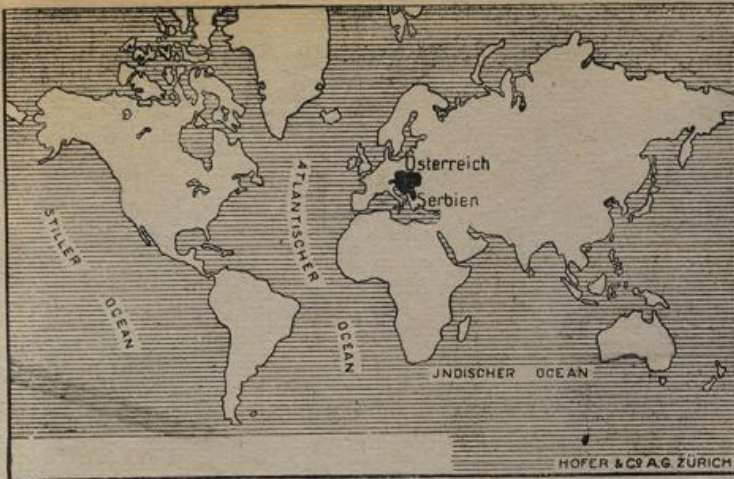 Österreich
Serbien
ATLANTISCHER
OCEAN
STILLER
OCEAN
JNDISCHER OCEAN
HOFER & Cº A.G. ZÜRICH